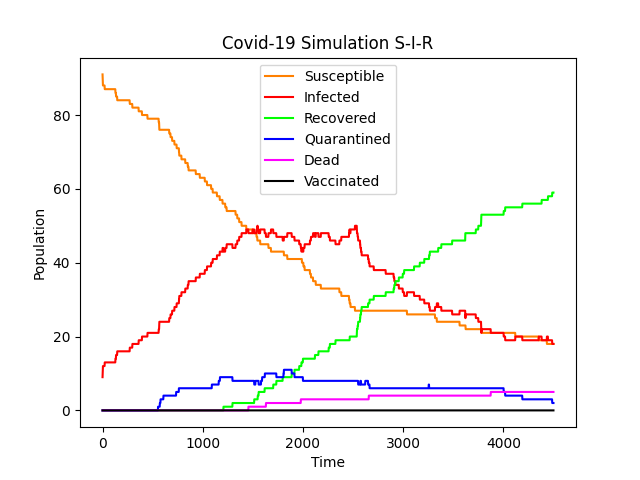 Covid-19 Simulation S-I-R
Susceptible
Infected
Recovered
Quarantined
Dead
Vaccinated
Population
80
60
40
20
0
0 1000 2000 3000 4000
Time